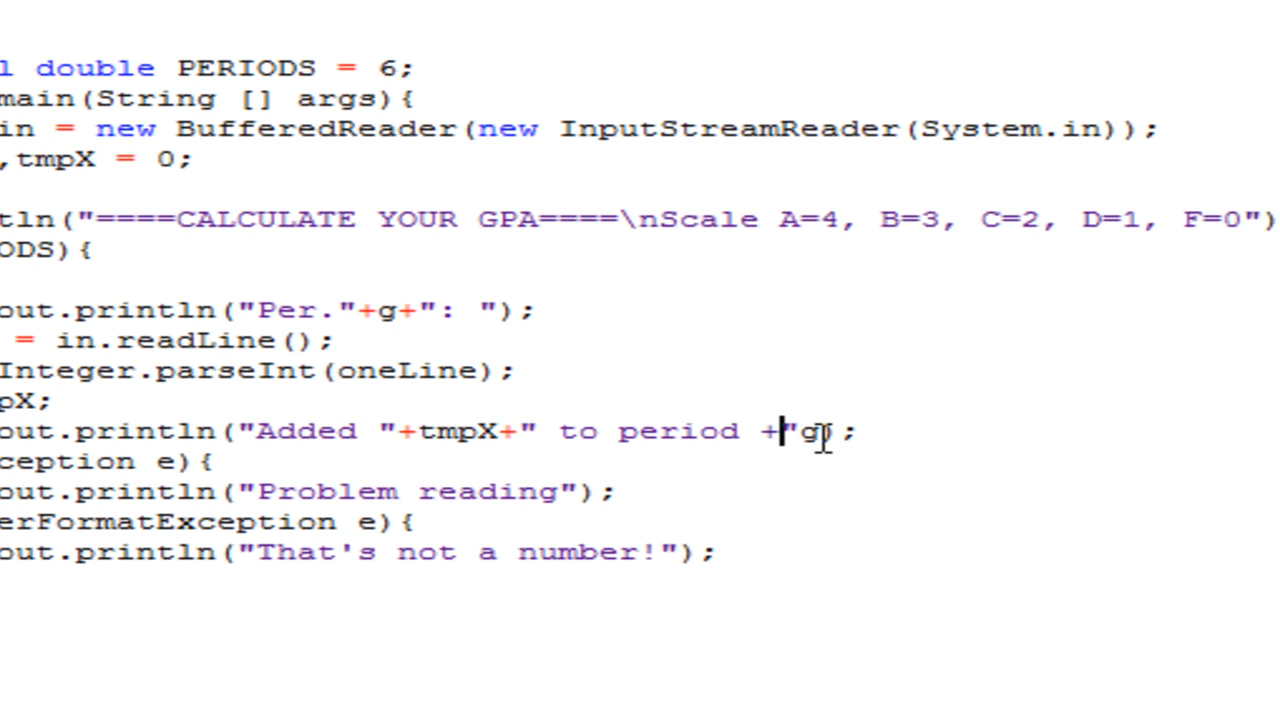 l double PERIODS = 6;
main(String [] args){
in = new BufferedReader(new InputStreamReader(System.in));
,tmpX = 0;
tln("====CALCULATE YOUR GPA====\nScale A=4, B=3, C=2, D=1, F=0")
ODS){
out.println("Per."+g+": ");
= in.readLine();
Integer.parseInt(oneLine);
pX;
out.println("Added "+tmpX+" to period +"g);
ception e){
out.println("Problem reading");
erFormatException e){
out.println("That's not a number!");